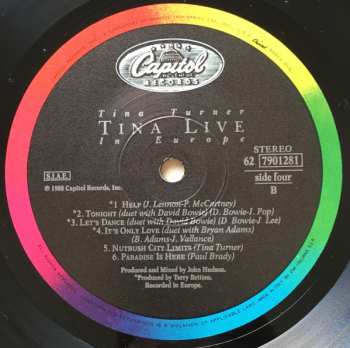 Capitol
RECORDS
Tina Turner
TINA LIVE
In Europe
STEREO
62 7901281
S.I.A.E.
side four
B
℗ 1988 Capitol Records, Inc.
*1 HELP (J. Lennon-P. McCartney)
*2. TONIGHT (duet with David Bowie) (D. Bowie-I. Pop)
*3. LET'S DANCE (duet with David Bowie) (D. Bowie-J. Lee)
*4. IT'S ONLY LOVE (duet with Bryan Adams)
(B. Adams-J. Vallance)
5. NUTBUSH CITY LIMITS (Tina Turner)
6. PARADISE IS HERE (Paul Brady)
Produced and Mixed by John Hudson.
*Produced by Terry Britten.
Recorded in Europe.